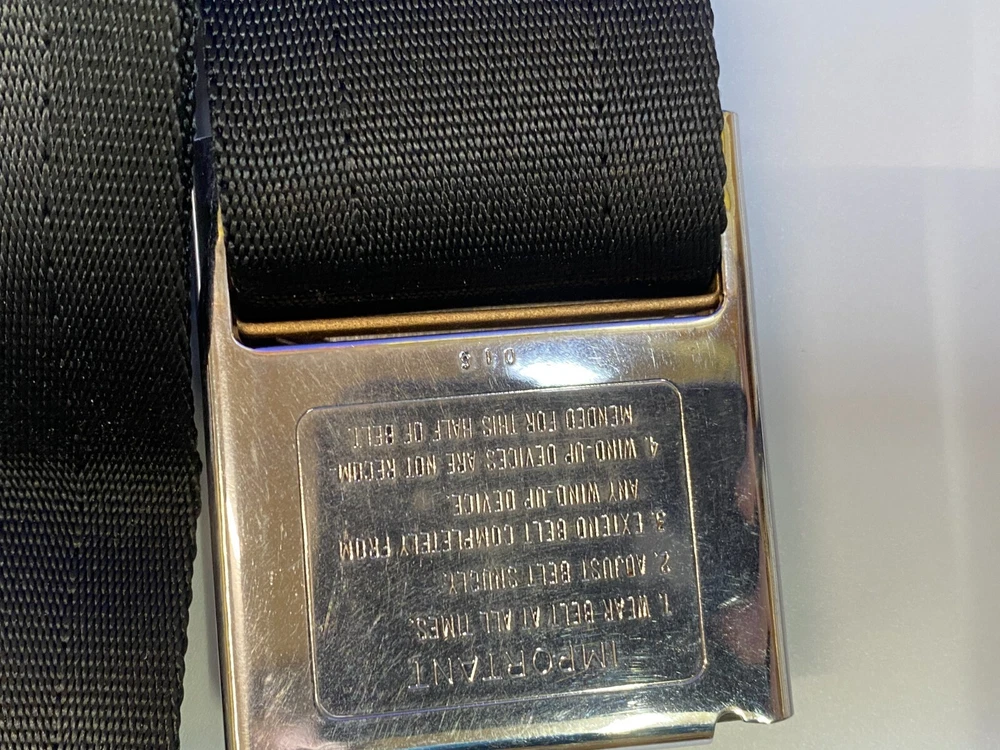 IMPORTANT
1. WEAR BELT AT ALL TIMES.
2. ADJUST BELT SNUGLY.
3. EXTEND BELT COMPLETELY FROM
ANY WIND-UP DEVICE.
4. WIND-UP DEVICES ARE NOT RECOM-
MENDED FOR THIS HALF OF BELT.